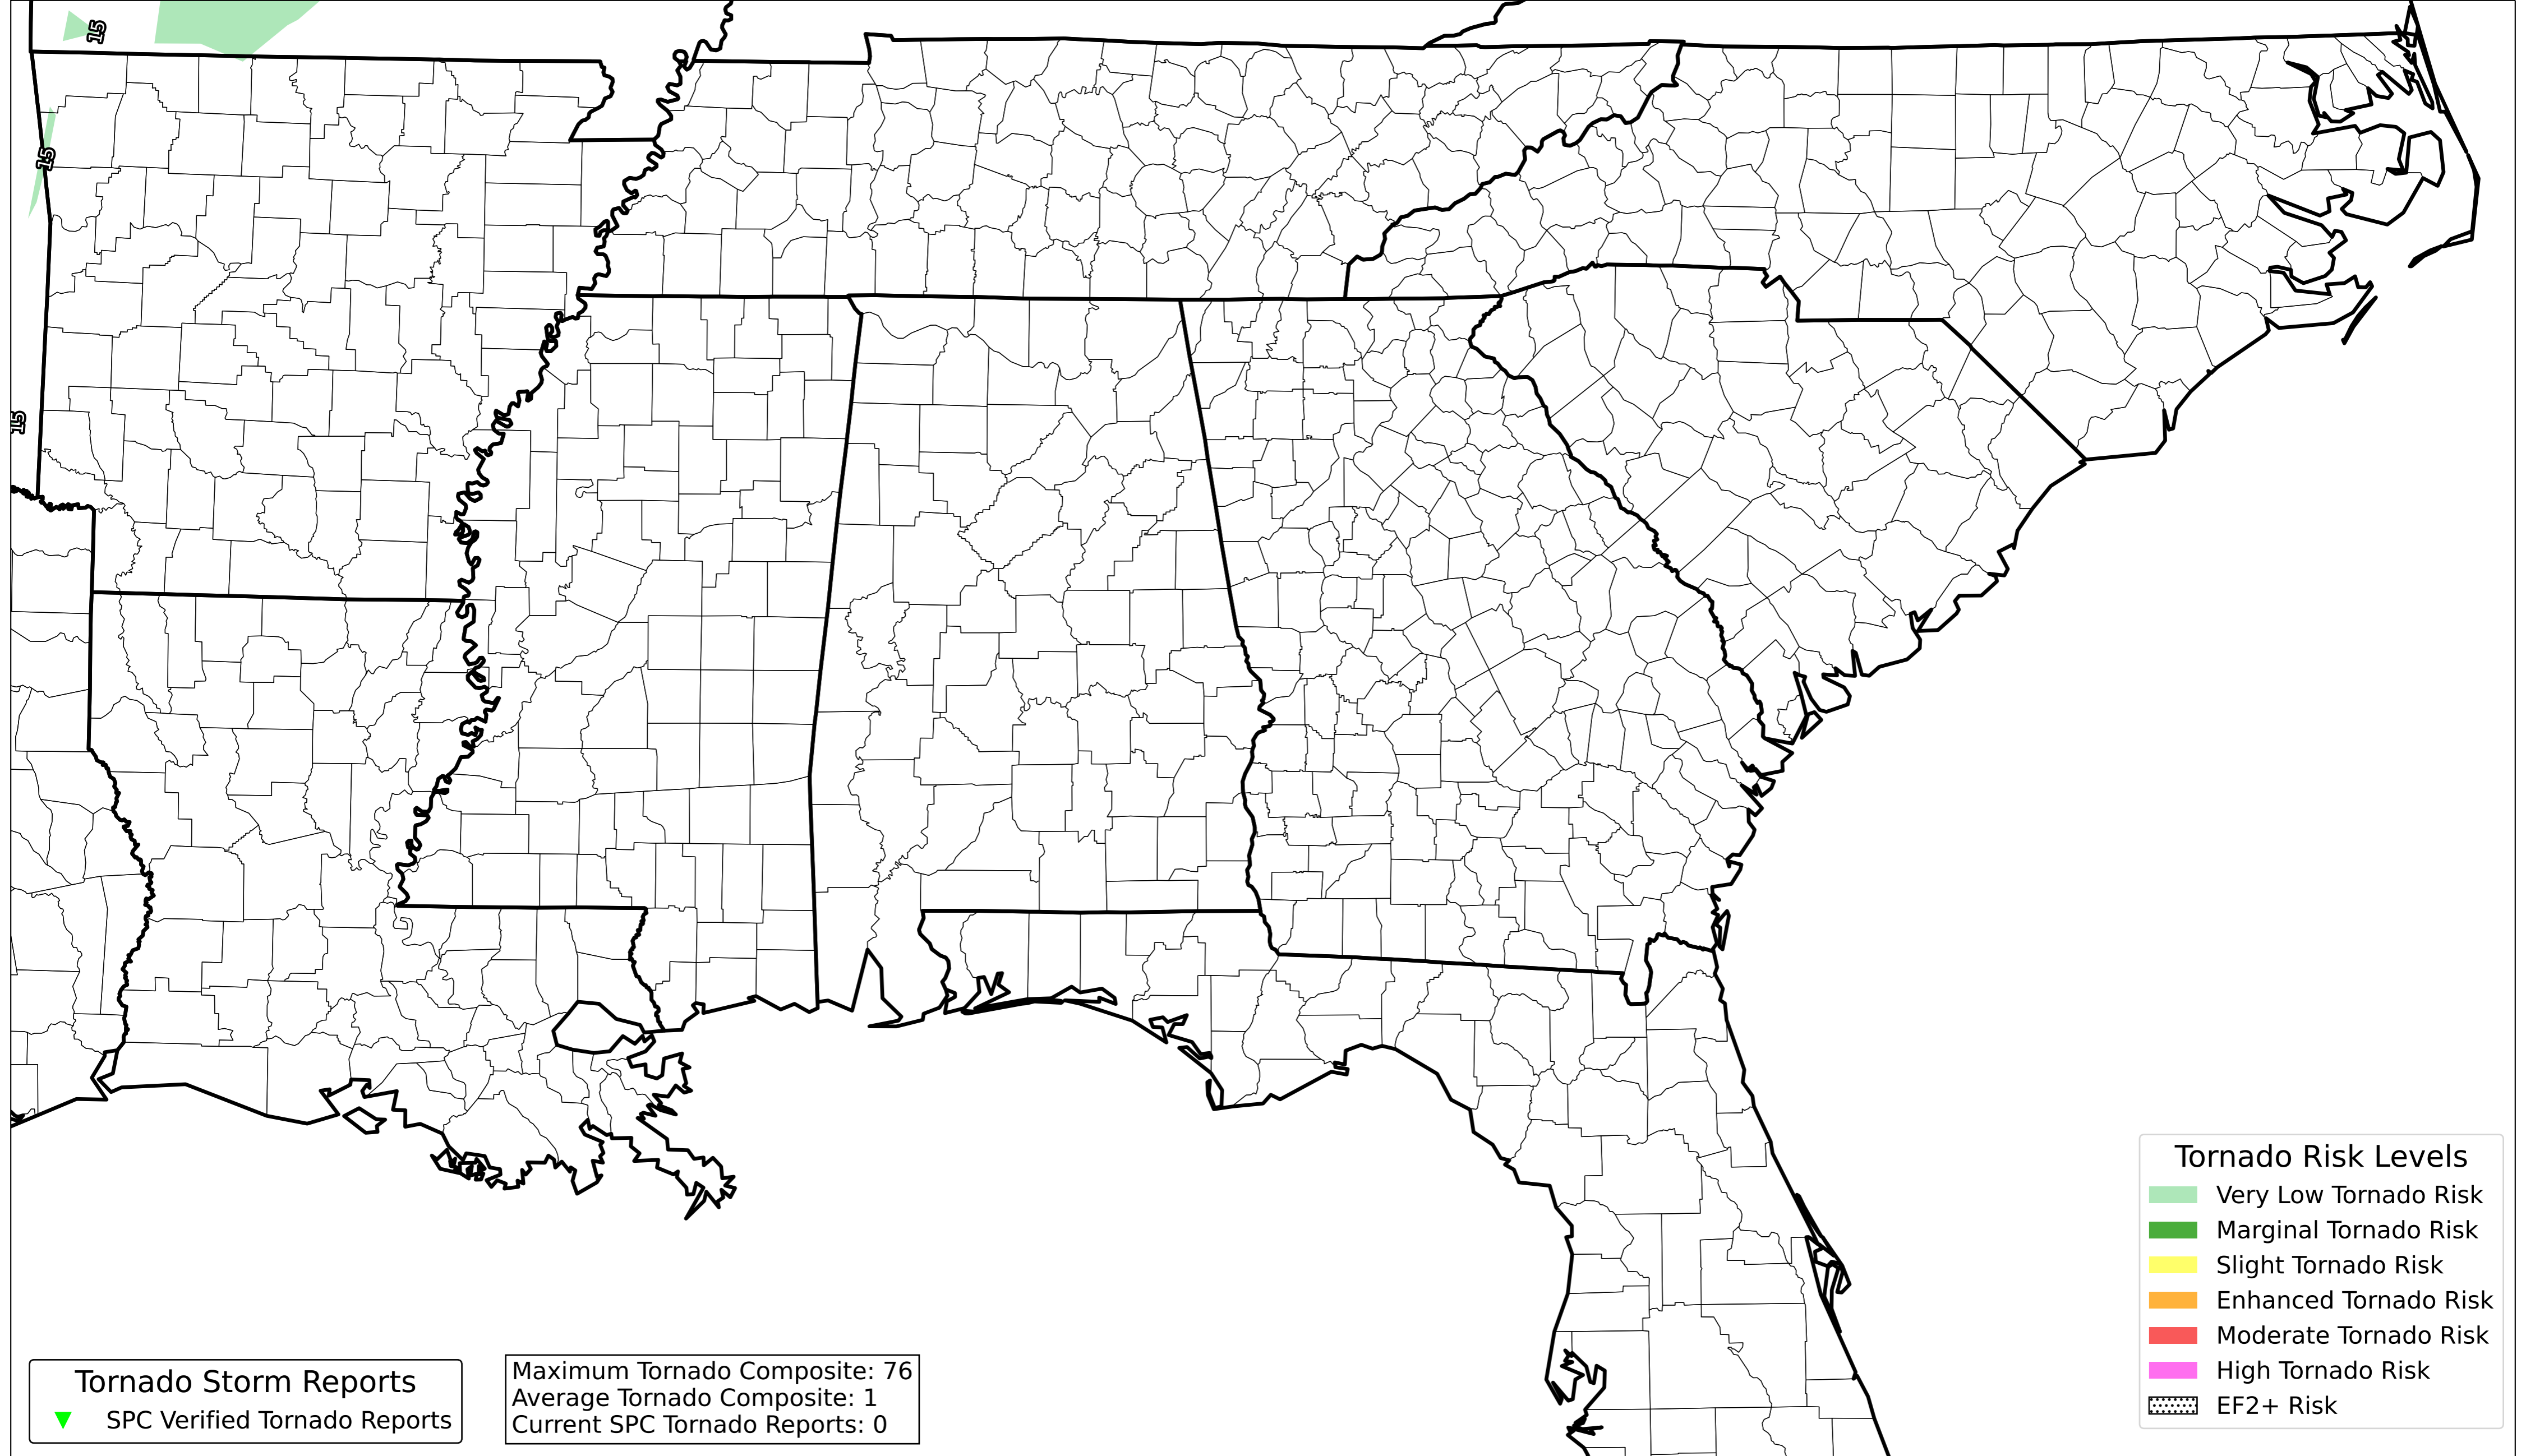 15
15
15
Tornado Risk Levels
Very Low Tornado Risk
Marginal Tornado Risk
Slight Tornado Risk
Enhanced Tornado Risk
Moderate Tornado Risk
High Tornado Risk
EF2+ Risk
Tornado Storm Reports
SPC Verified Tornado Reports
Maximum Tornado Composite: 76
Average Tornado Composite: 1
Current SPC Tornado Reports: 0